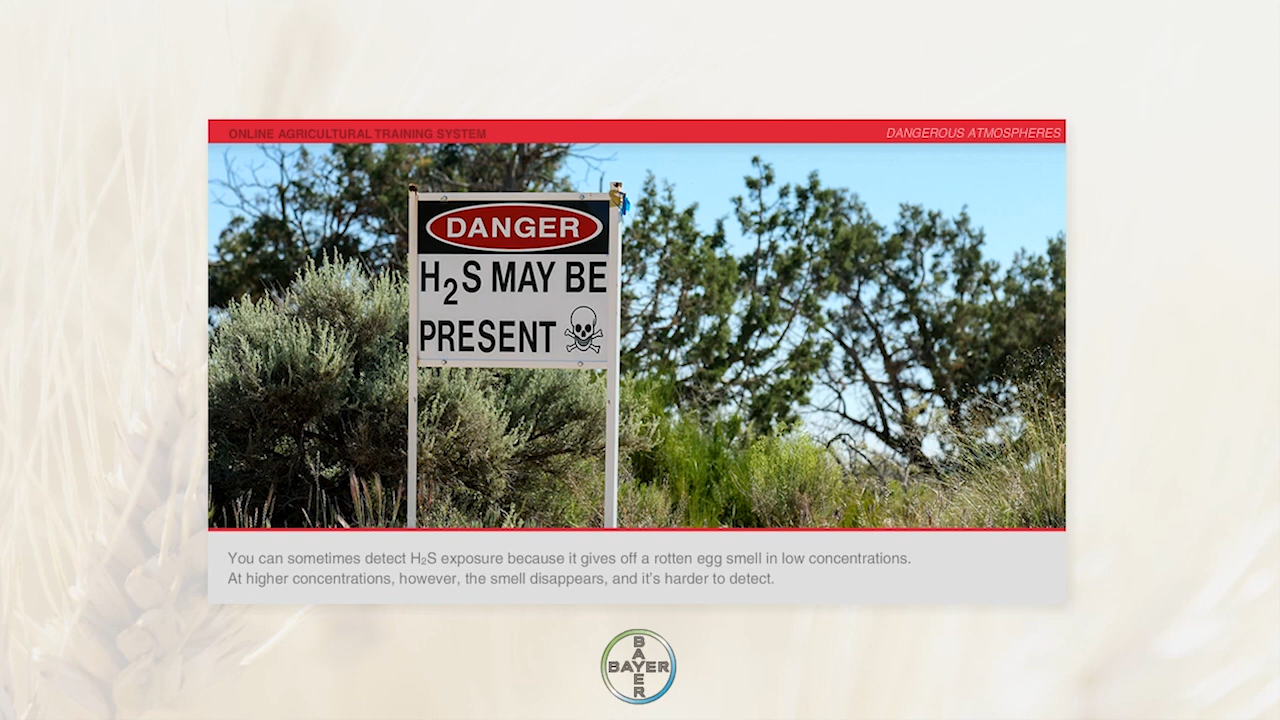 ONLINE AGRICULTURAL TRAINING SYSTEM
DANGEROUS ATMOSPHERES
DANGER
H₂S MAY BE
PRESENT
You can sometimes detect H₂S exposure because it gives off a rotten egg smell in low concentrations.
At higher concentrations, however, the smell disappears, and it's harder to detect.
BAYER
BAYER